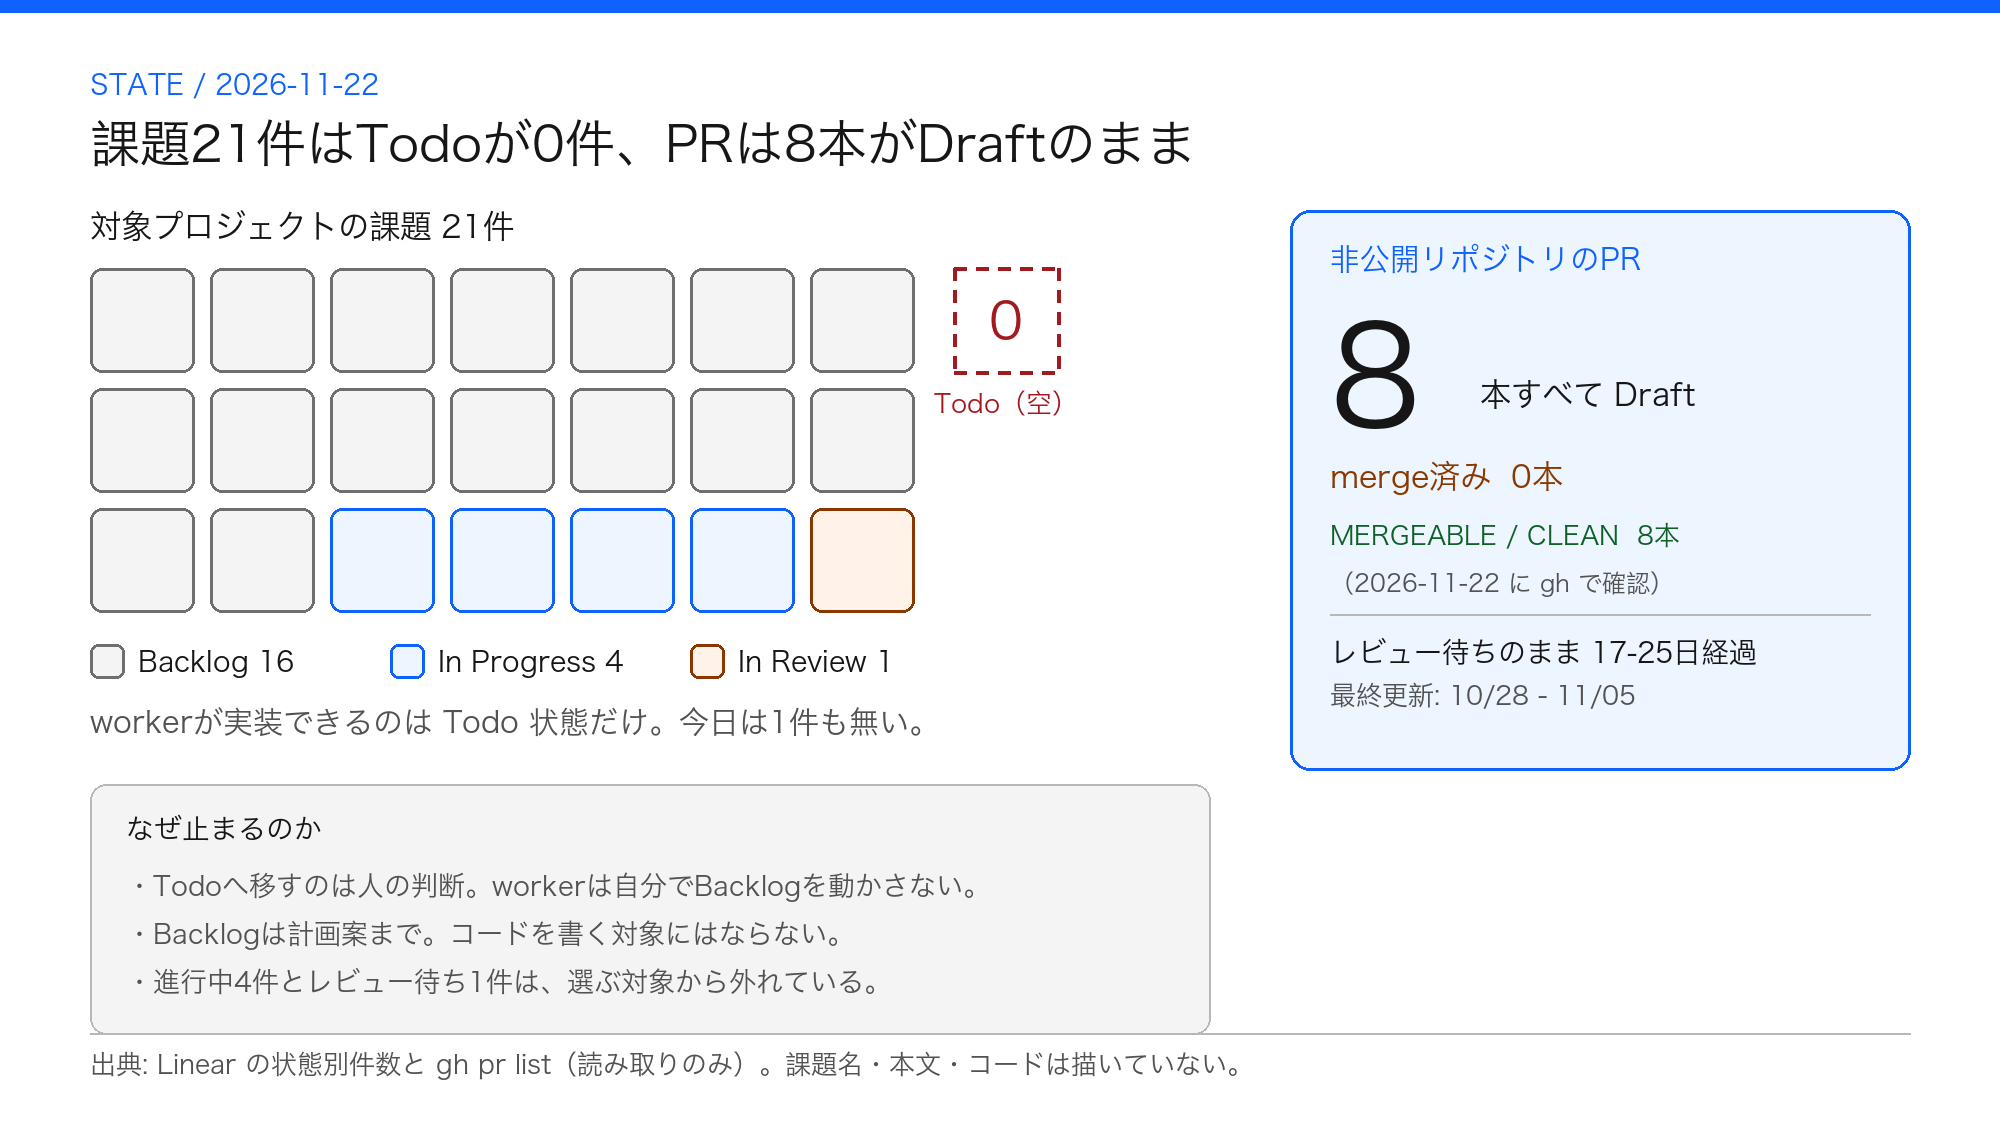 STATE / 2026-11-22
課題21件はTodoが0件、PRは8本がDraftのまま
対象プロジェクトの課題 21件
0
Todo（空）
Backlog 16
In Progress 4
In Review 1
workerが実装できるのは Todo 状態だけ。今日は1件も無い。
なぜ止まるのか
・Todoへ移すのは人の判断。workerは自分でBacklogを動かさない。
・Backlogは計画案まで。コードを書く対象にはならない。
・進行中4件とレビュー待ち1件は、選ぶ対象から外れている。
非公開リポジトリのPR
8 本すべて Draft
merge済み 0本
MERGEABLE / CLEAN 8本
（2026-11-22 に gh で確認）
レビュー待ちのまま 17-25日経過
最終更新: 10/28 - 11/05
出典: Linear の状態別件数と gh pr list（読み取りのみ）。課題名・本文・コードは描いていない。